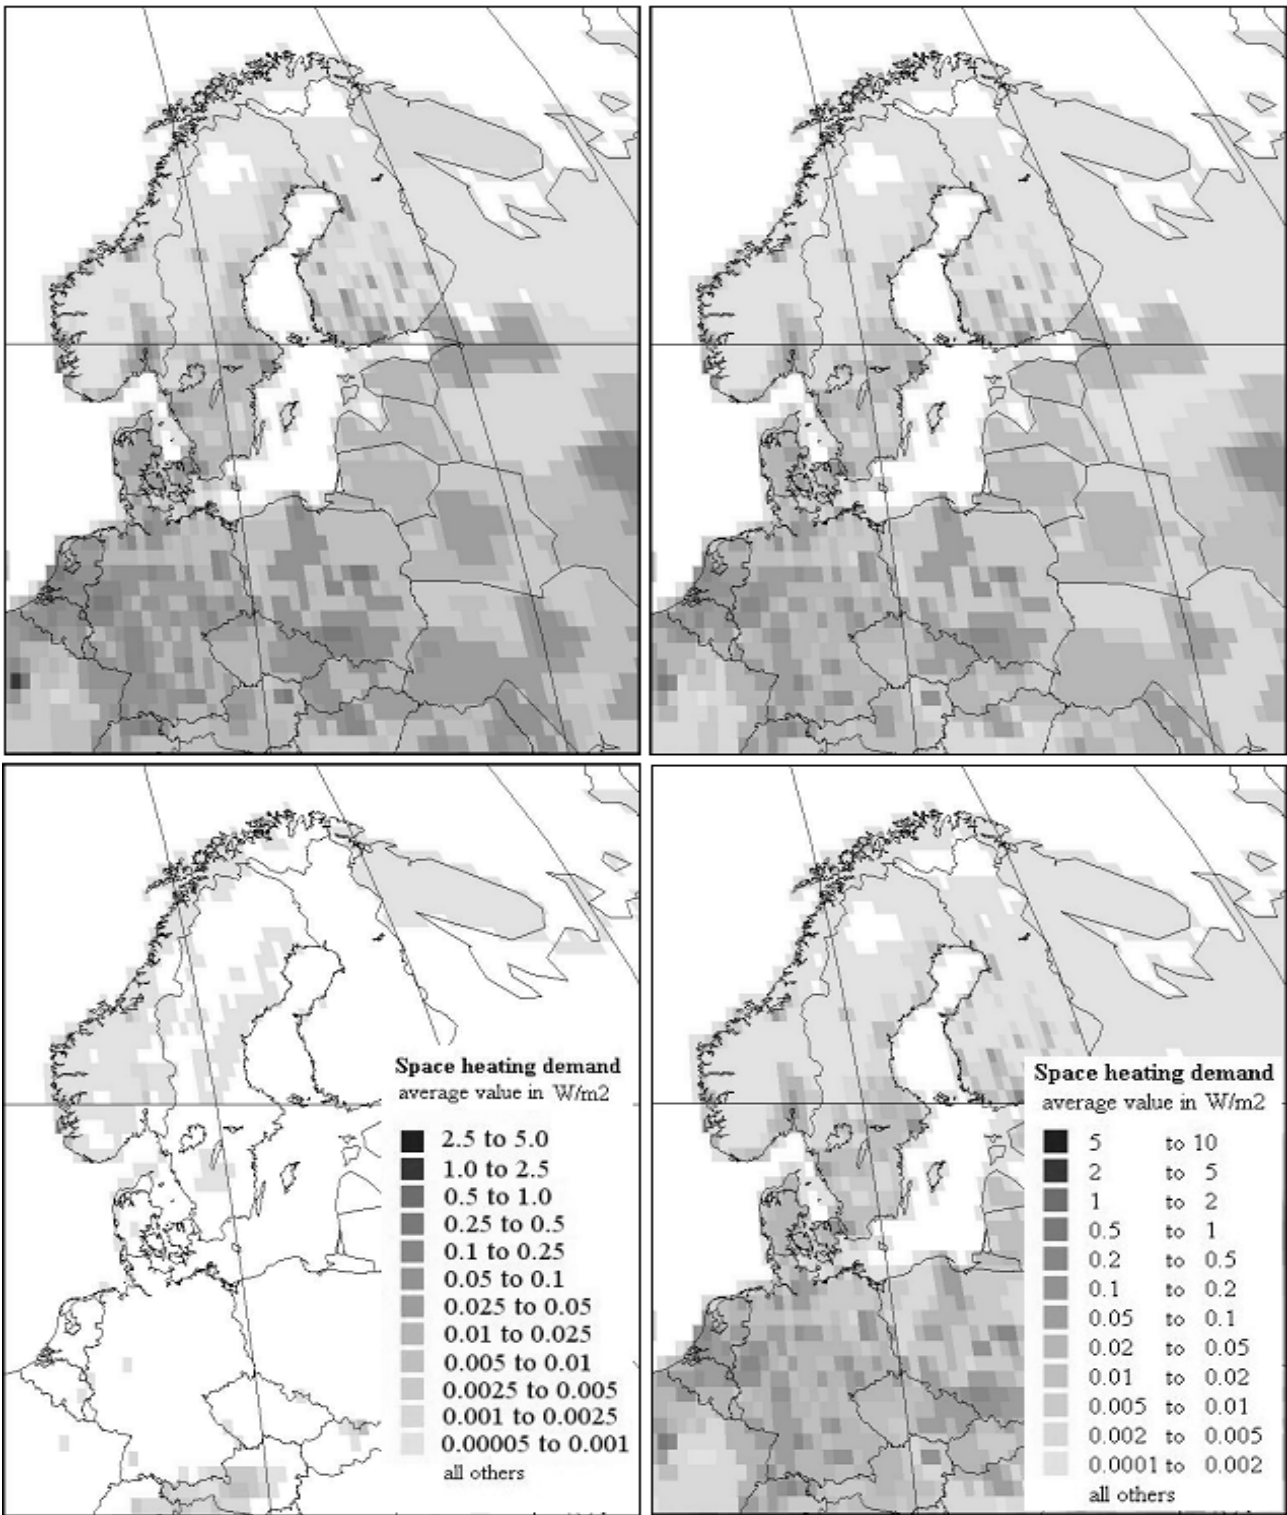 Space heating demand
average value in W/m2
2.5 to 5.0
1.0 to 2.5
0.5 to 1.0
0.25 to 0.5
0.1 to 0.25
0.05 to 0.1
0.025 to 0.05
0.01 to 0.025
0.005 to 0.01
0.0025 to 0.005
0.001 to 0.0025
0.00005 to 0.001
all others
Space heating demand
average value in W/m2
5 to 10
2 to 5
1 to 2
0.5 to 1
0.2 to 0.5
0.1 to 0.2
0.05 to 0.1
0.02 to 0.05
0.01 to 0.02
0.005 to 0.01
0.002 to 0.005
0.0001 to 0.002
all others